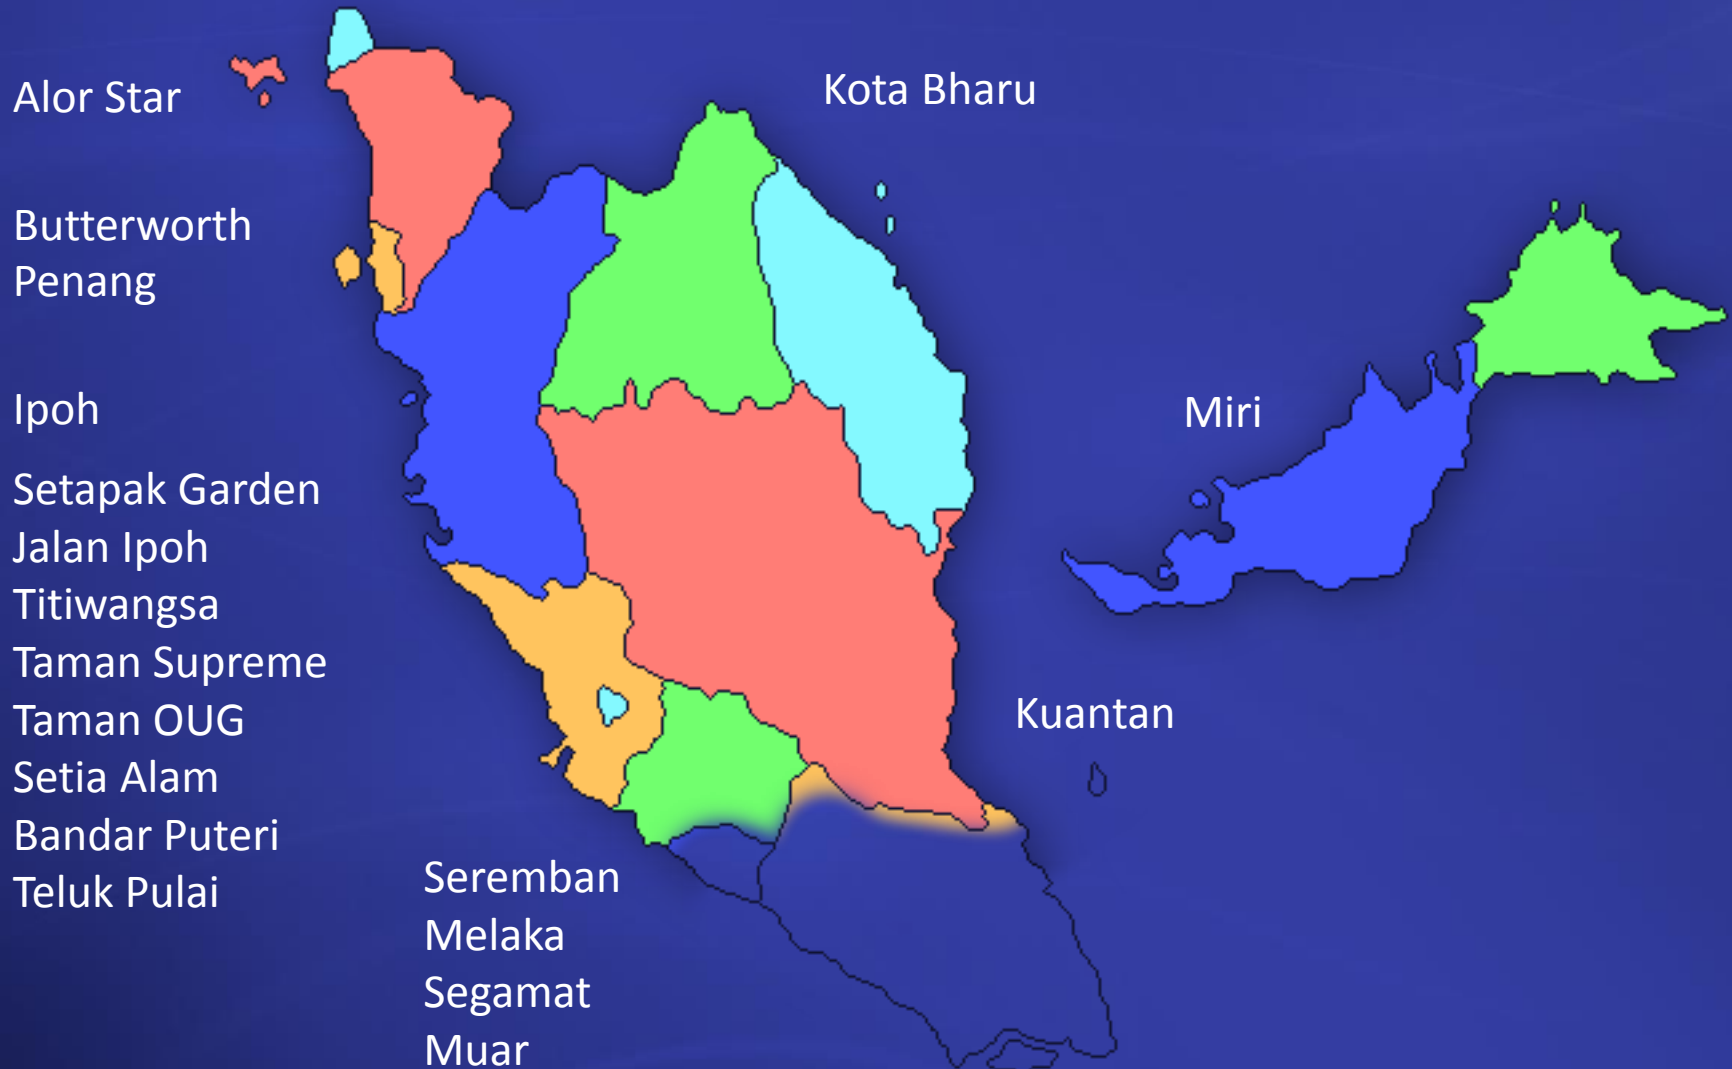 Alor Star
Kota Bharu
Butterworth
Penang
Ipoh
Miri
Setapak Garden
Jalan Ipoh
Titiwangsa
Taman Supreme
Taman OUG
Kuantan
Setia Alam
Bandar Puteri
Teluk Pulai
Seremban
Melaka
Segamat
Muar